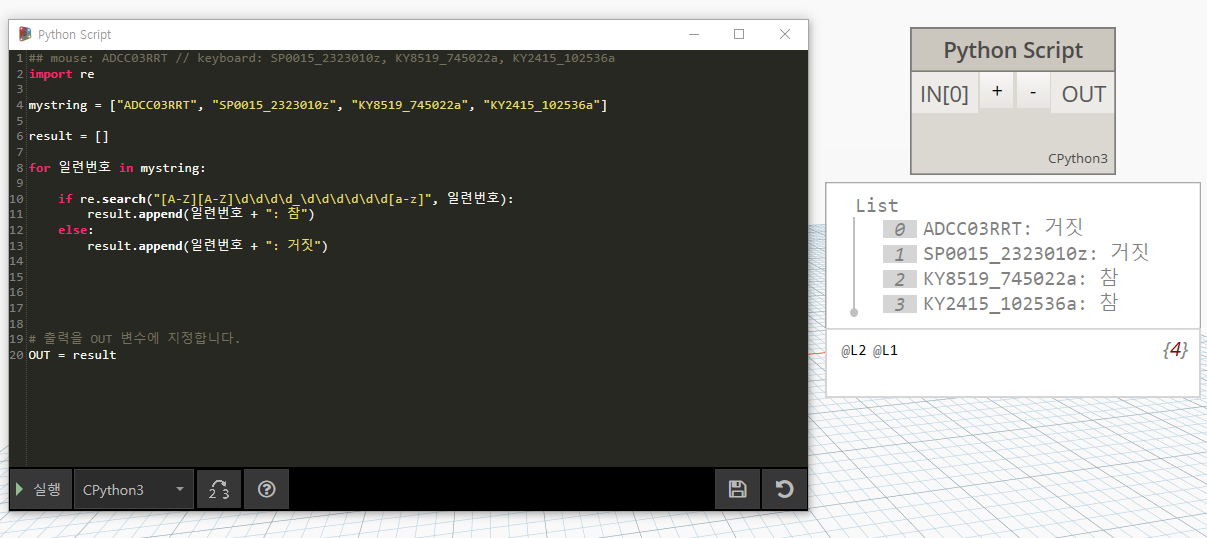 Python Script
1 ## mouse: ADCC03RRT // keyboard: SP0015_2323010z, KY8519_745022a, KY2415_102536a
2 import re
3
4 mystring = ["ADCC03RRT", "SP0015_2323010z", "KY8519_745022a", "KY2415_102536a"]
5
6 result = []
7
8 for 일련번호 in mystring:
9
10     if re.search("[A-Z][A-Z]\d\d\d\d_\d\d\d\d\d\d[a-z]", 일련번호):
11         result.append(일련번호 + ": 참")
12     else:
13         result.append(일련번호 + ": 거짓")
14
15
16
17
18
19 # 출력을 OUT 변수에 지정합니다.
20 OUT = result
실행 CPython3 2 3 ?
Python Script
IN[0] + - OUT
CPython3
List
0 ADCC03RRT: 거짓
1 SP0015_2323010z: 거짓
2 KY8519_745022a: 참
3 KY2415_102536a: 참
@L2 @L1 {4}